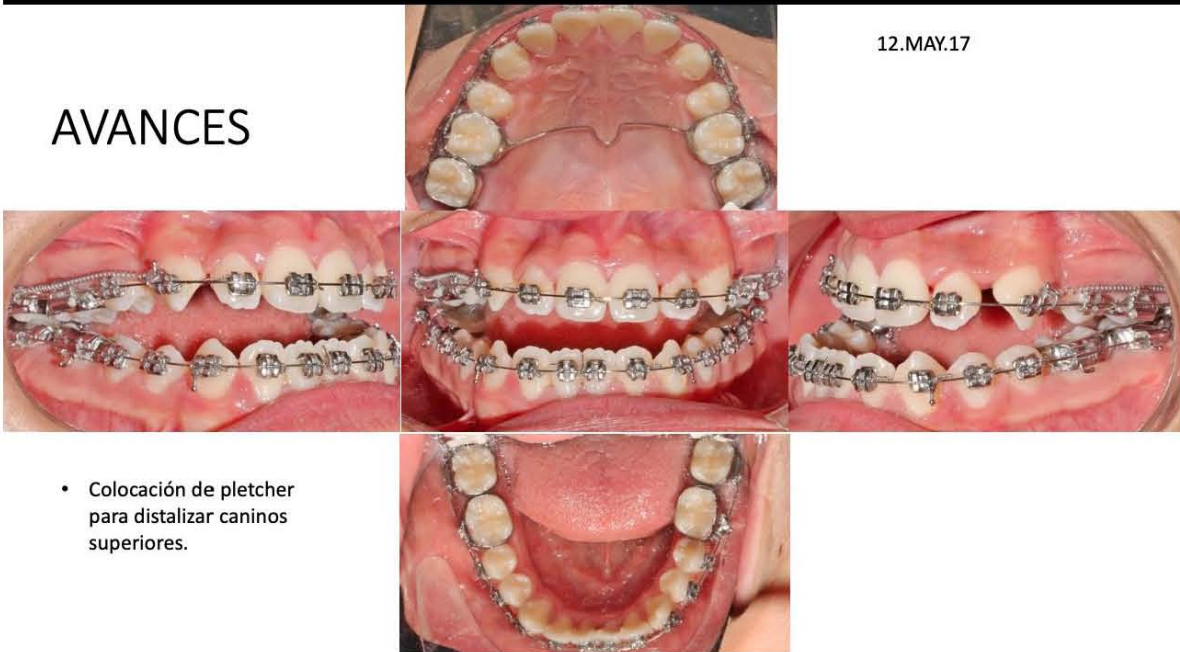 12.MAY.17
AVANCES
• Colocación de pletcher
para distalizar caninos
superiores.